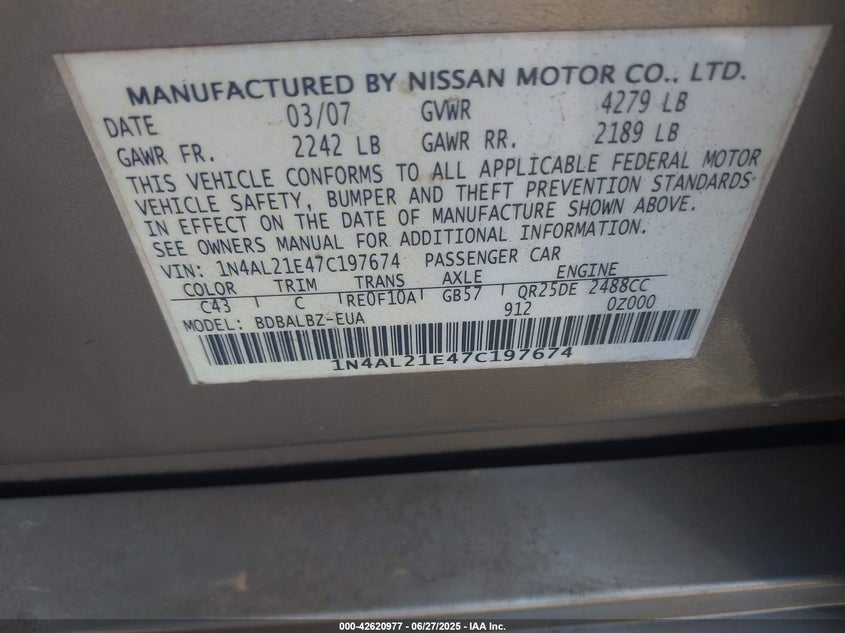 MANUFACTURED BY NISSAN MOTOR CO., LTD.
DATE 03/07 GVWR 4279 LB
GAWR FR. 2242 LB GAWR RR. 2189 LB
THIS VEHICLE CONFORMS TO ALL APPLICABLE FEDERAL MOTOR
VEHICLE SAFETY, BUMPER AND THEFT PREVENTION STANDARDS
IN EFFECT ON THE DATE OF MANUFACTURE SHOWN ABOVE.
SEE OWNERS MANUAL FOR ADDITIONAL INFORMATION.
VIN: 1N4AL21E47C197674 PASSENGER CAR
COLOR TRIM TRANS AXLE ENGINE
C43 C RE0F10A GB57 QR25DE 2488CC
MODEL: BDBALBZ-EUA 912 0Z000
1N4AL21E47C197674
000-42620977 - 06/27/2025 - IAA Inc.